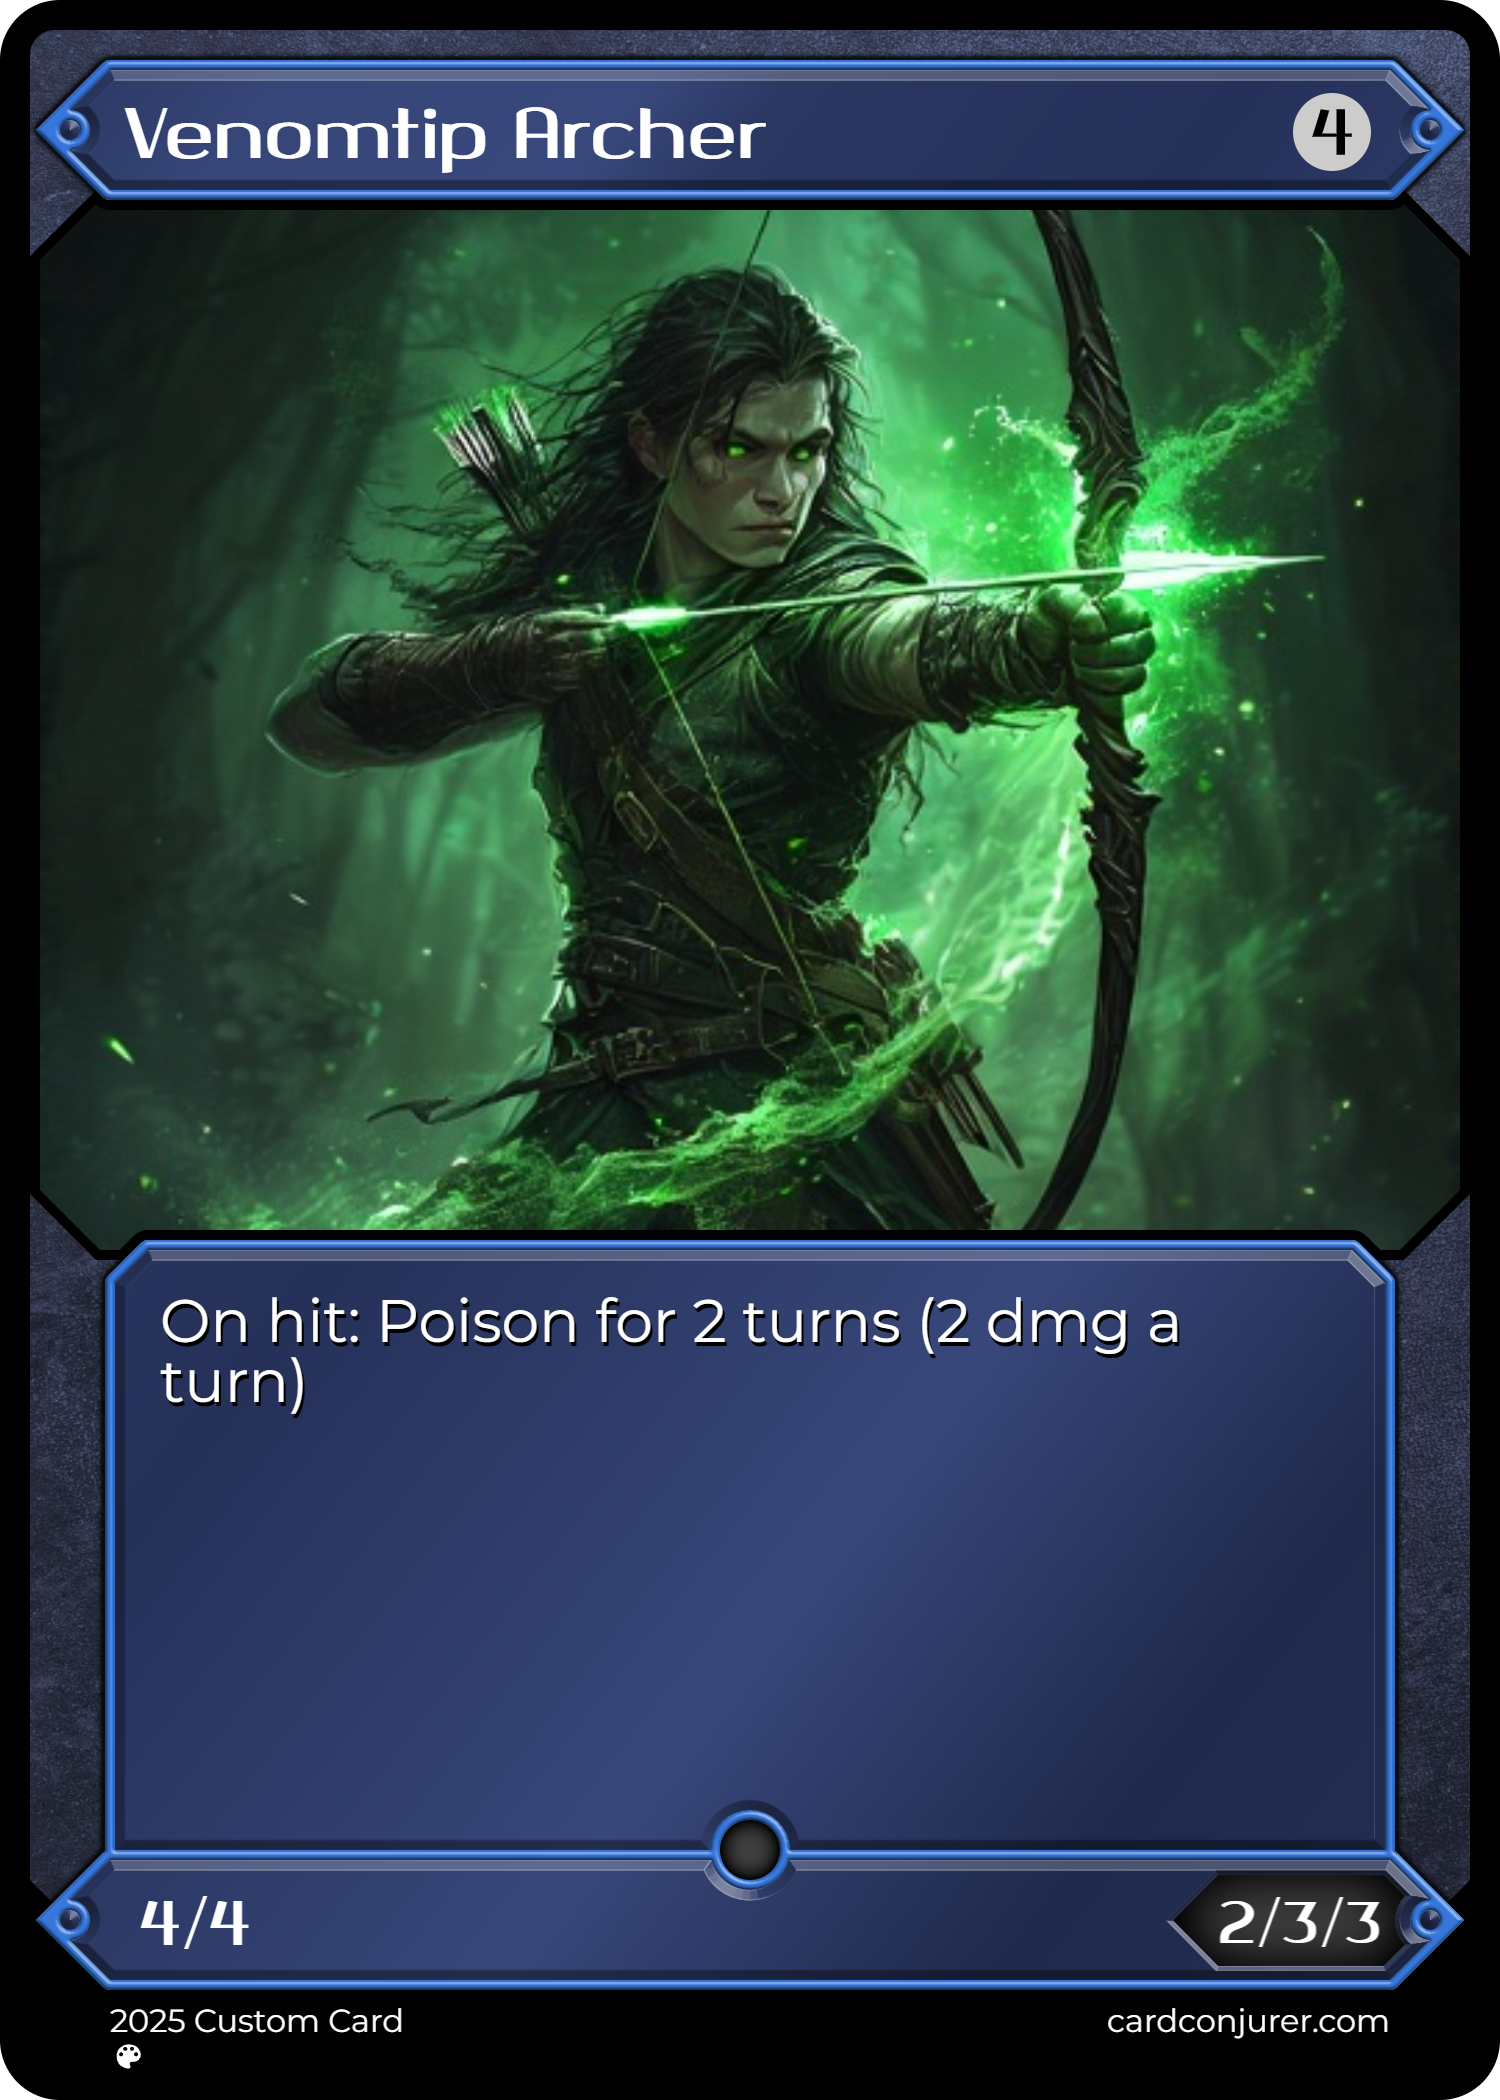 Venomtip Archer 4
On hit: Poison for 2 turns (2 dmg a
turn)
4/4 2/3/3
2025 Custom Card cardconjurer.com